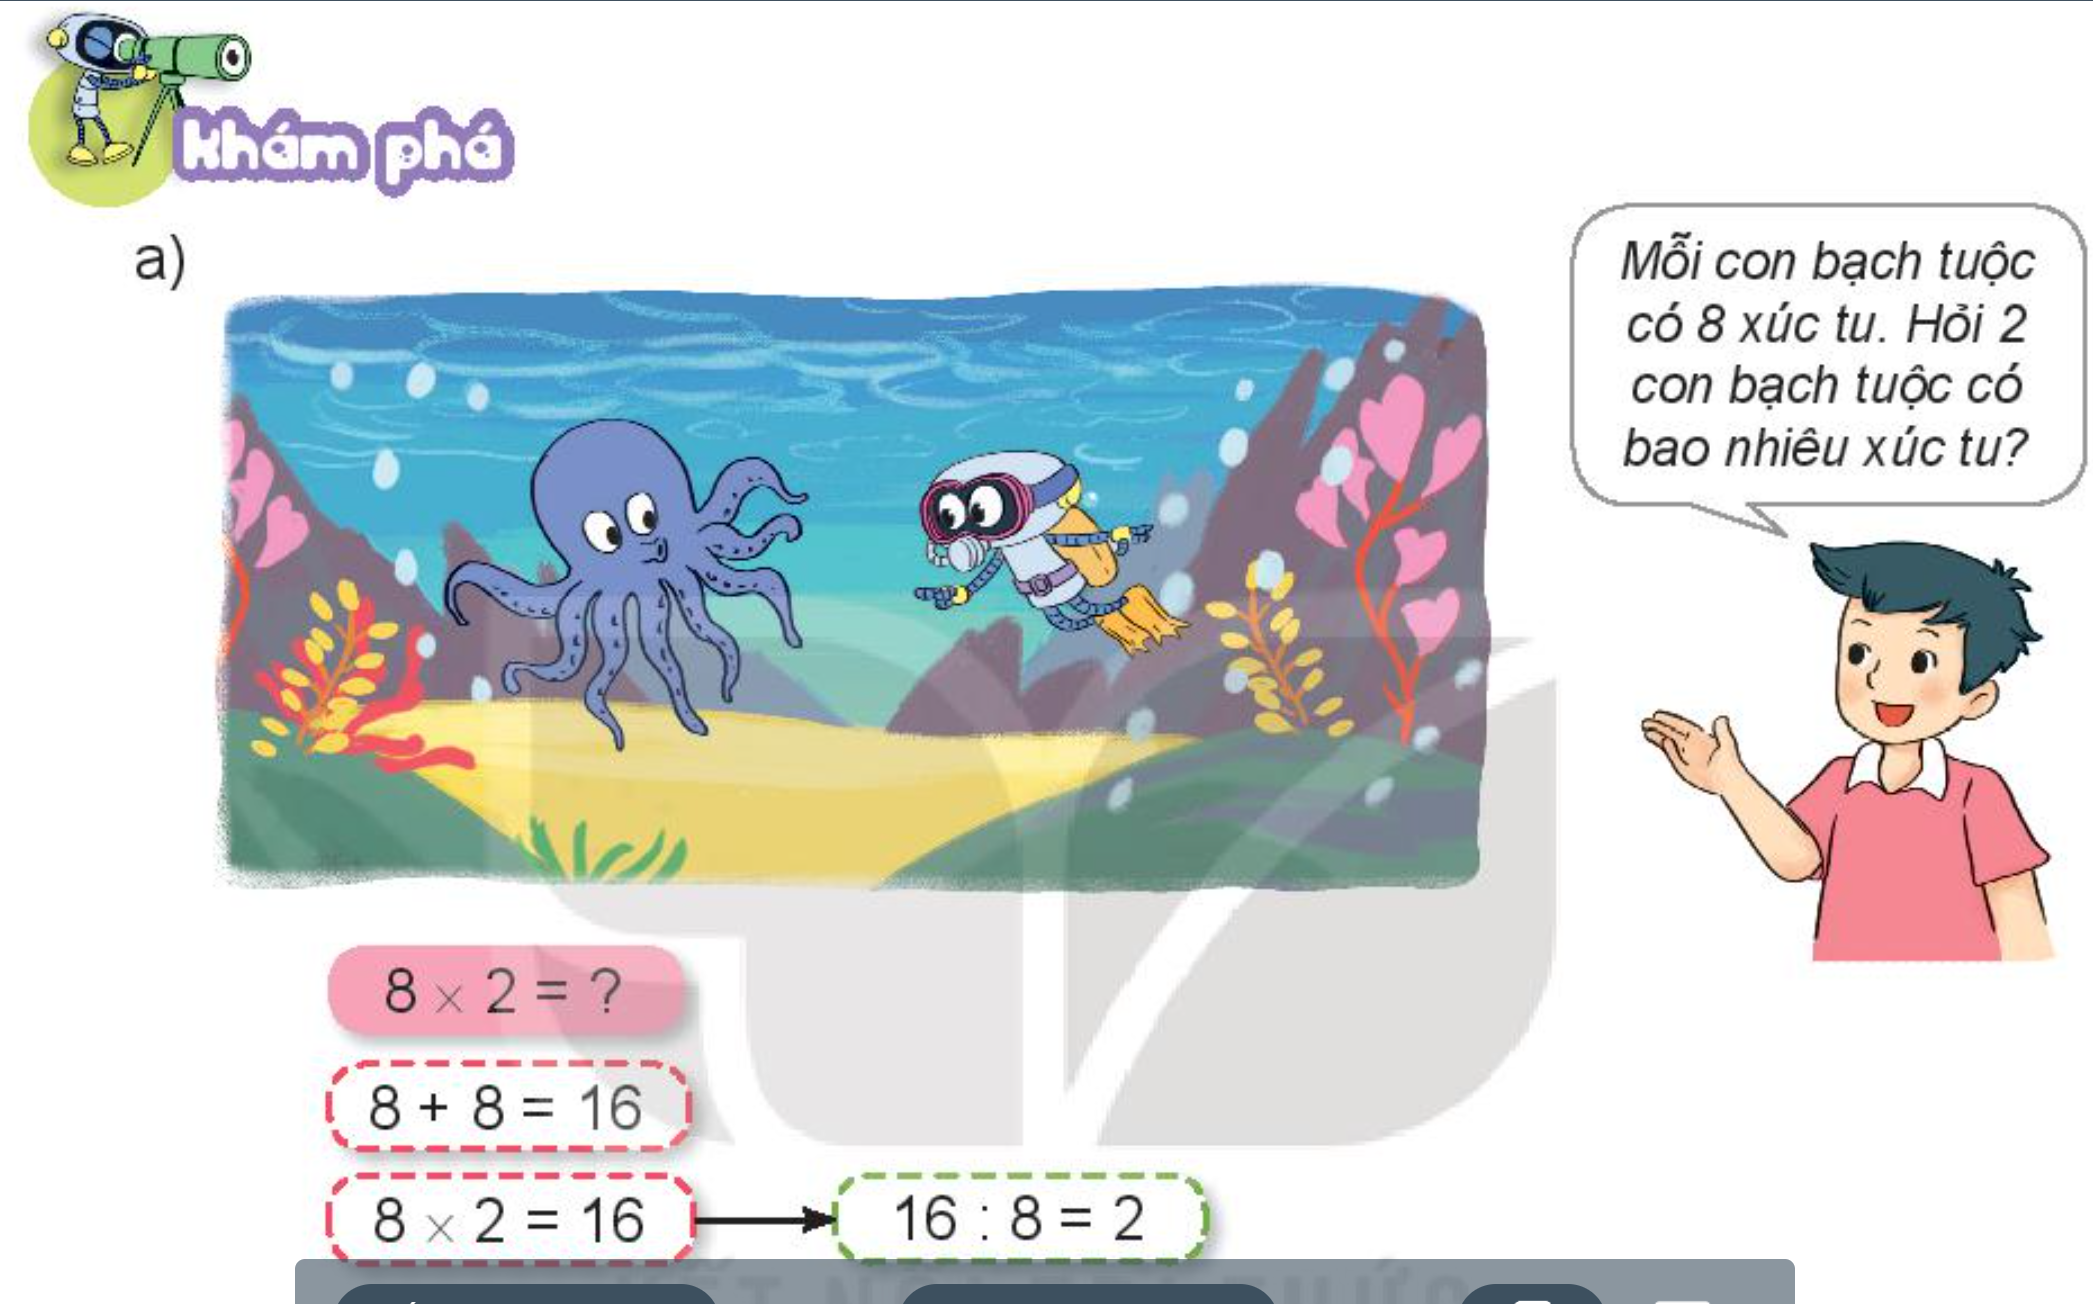 Khám phá
a)
Mỗi con bạch tuộc
có 8 xúc tu. Hỏi 2
con bạch tuộc có
bao nhiêu xúc tu?
8 × 2 = ?
8 + 8 = 16
8 × 2 = 16
16 : 8 = 2